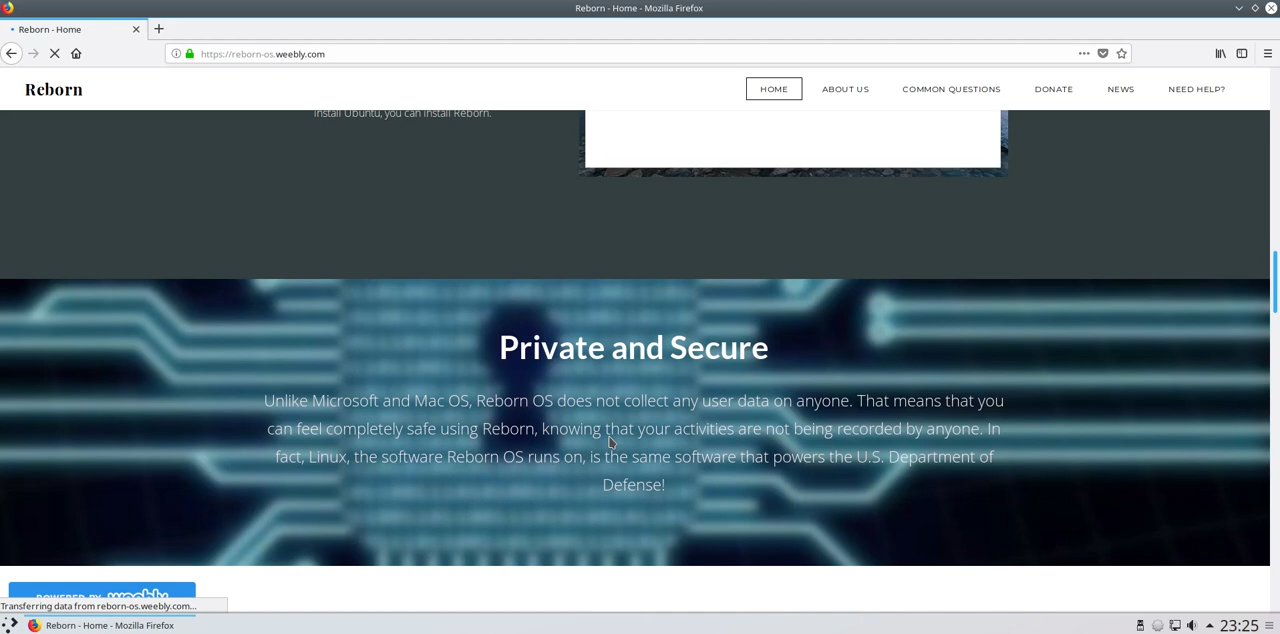 Reborn - Home - Mozilla Firefox
Reborn - Home
https://reborn-os.weebly.com
Reborn
HOME
ABOUT US
COMMON QUESTIONS
DONATE
NEWS
NEED HELP?
install Ubuntu, you can install Reborn.
Private and Secure
Unlike Microsoft and Mac OS, Reborn OS does not collect any user data on anyone. That means that you
can feel completely safe using Reborn, knowing that your activities are not being recorded by anyone. In
fact, Linux, the software Reborn OS runs on, is the same software that powers the U.S. Department of
Defense!
POWERED BY weebly
Transferring data from reborn-os.weebly.com...
Reborn - Home - Mozilla Firefox
23:25